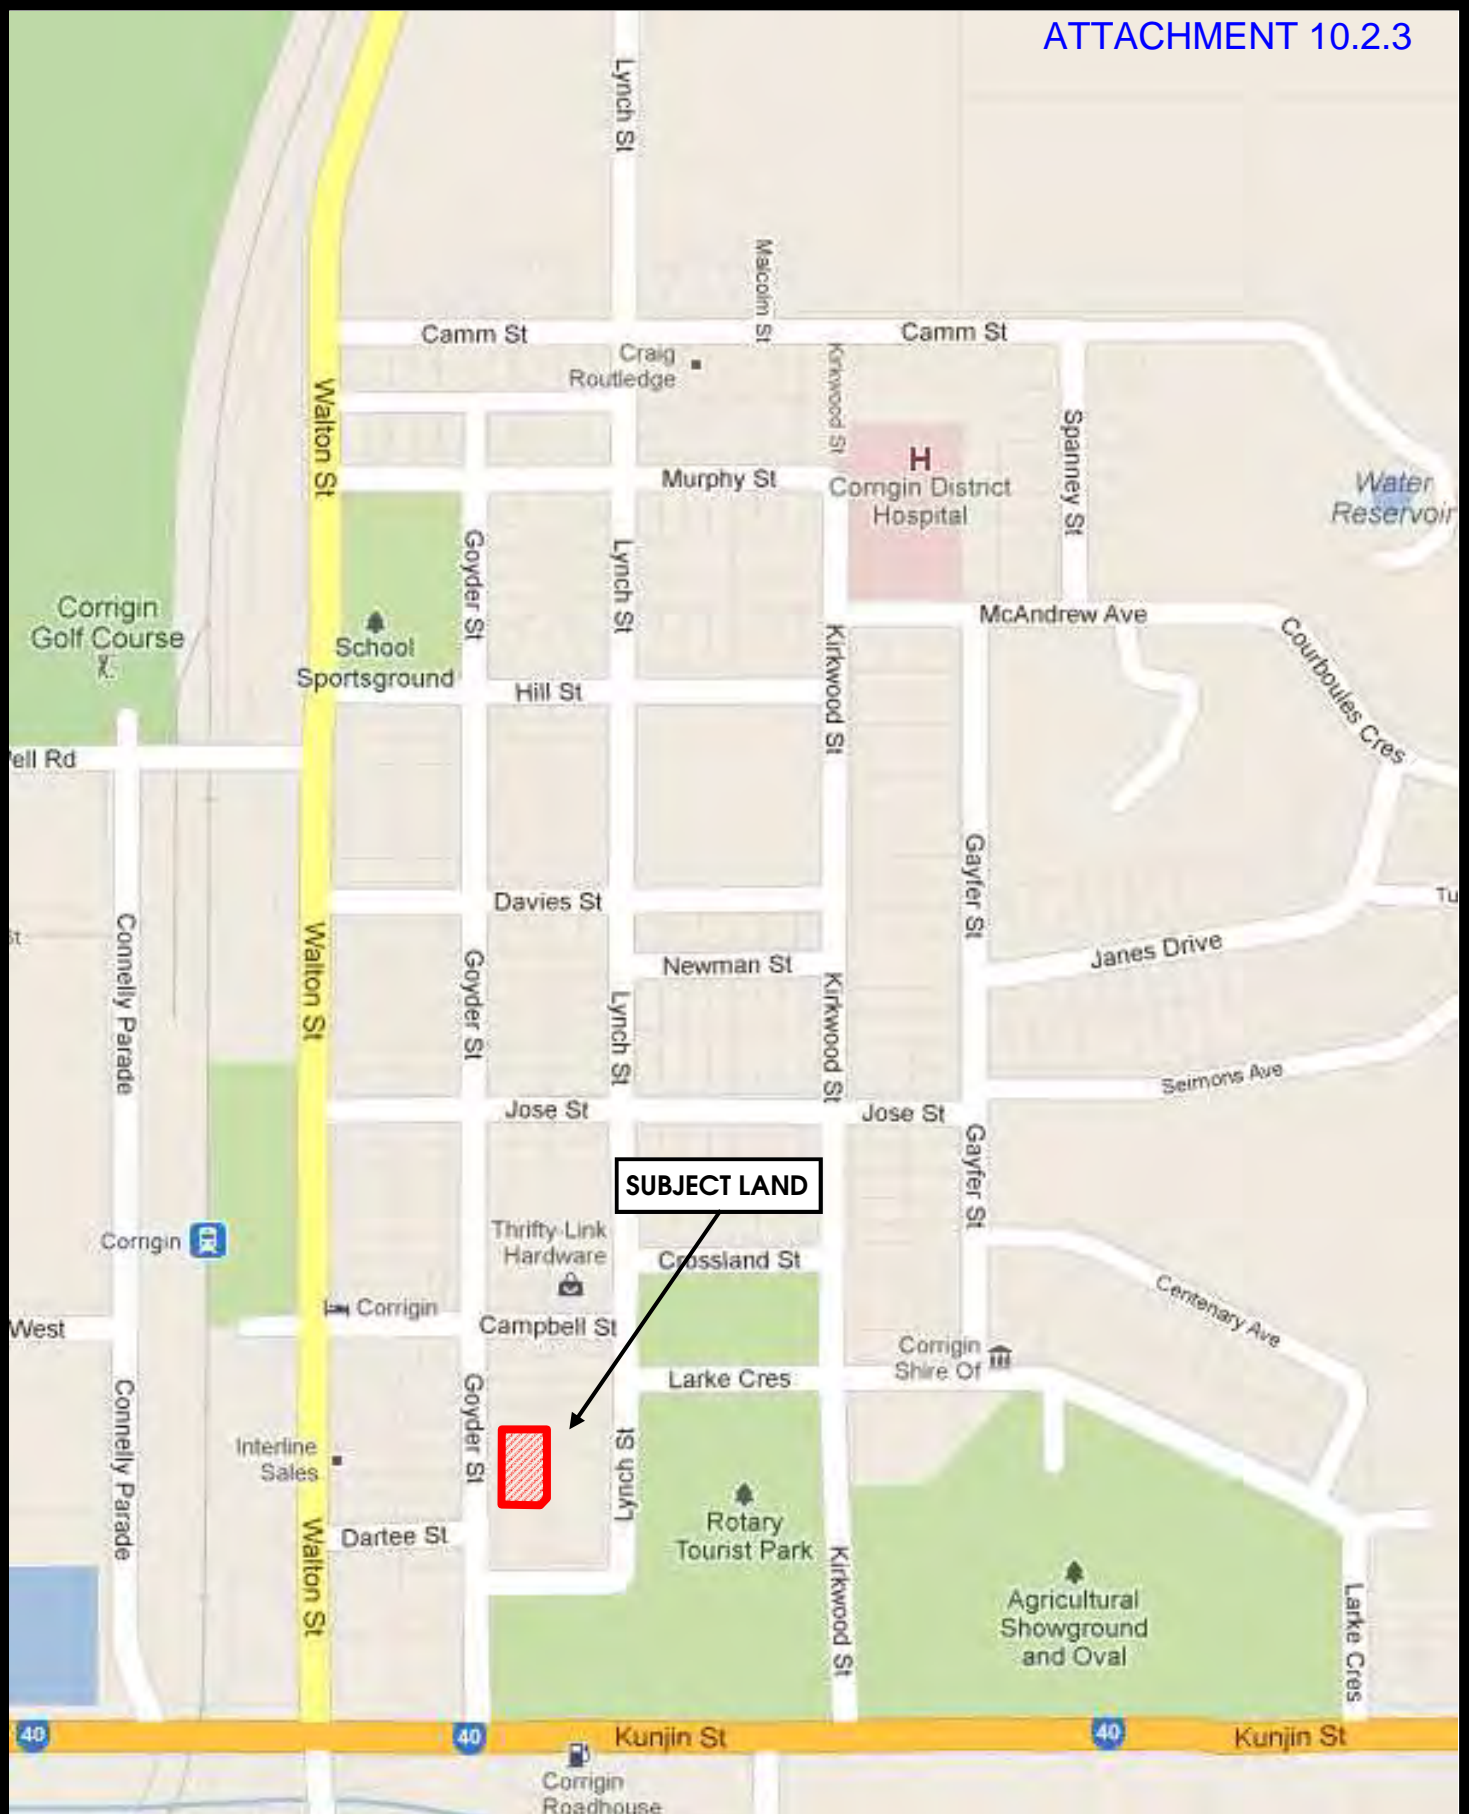 ATTACHMENT 10.2.3
Lynch St
Malcolm St
Camm St
Camm St
Craig
Routledge
Kirkwood St
Walton St
Spanney St
H
Corrigin District
Hospital
Murphy St
Water
Reservoir
Goyder St
Lynch St
Corrigin
Golf Course
School
Sportsground
McAndrew Ave
Kirkwood St
Courboules Cres
Hill St
ell Rd
Gayfer St
Davies St
Tu
St
Connelly Parade
Walton St
Goyder St
Newman St
Janes Drive
Lynch St
Kirkwood St
Seimons Ave
Jose St
Jose St
Gayfer St
SUBJECT LAND
Thrifty-Link
Hardware
Corrigin
Crossland St
Centenary Ave
Corrigin
West
Campbell St
Corrigin
Shire Of
Larke Cres
Connelly Parade
Goyder St
Interline
Sales
Lynch St
Rotary
Tourist Park
Dartee St
Walton St
Kirkwood St
Agricultural
Showground
and Oval
Larke Cres
40
40
Kunjin St
40
Kunjin St
Corrigin
Roadhouse